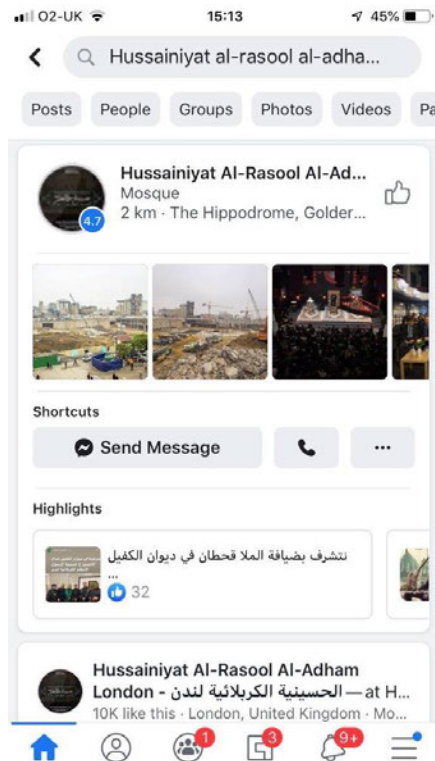 O2-UK 15:13 45%
Hussainiyat al-rasool al-adha...
Posts People Groups Photos Videos Pa
Hussainiyat Al-Rasool Al-Ad...
Mosque
4.7 2 km · The Hippodrome, Golder...
Shortcuts
Send Message
Highlights
نتشرف بضيافة الملا قحطان في ديوان الكفيل
...
32
Hussainiyat Al-Rasool Al-Adham
London - الحسينية الكربلائية لندن — at H...
10K like this · London, United Kingdom · Mo...
1 3 9+